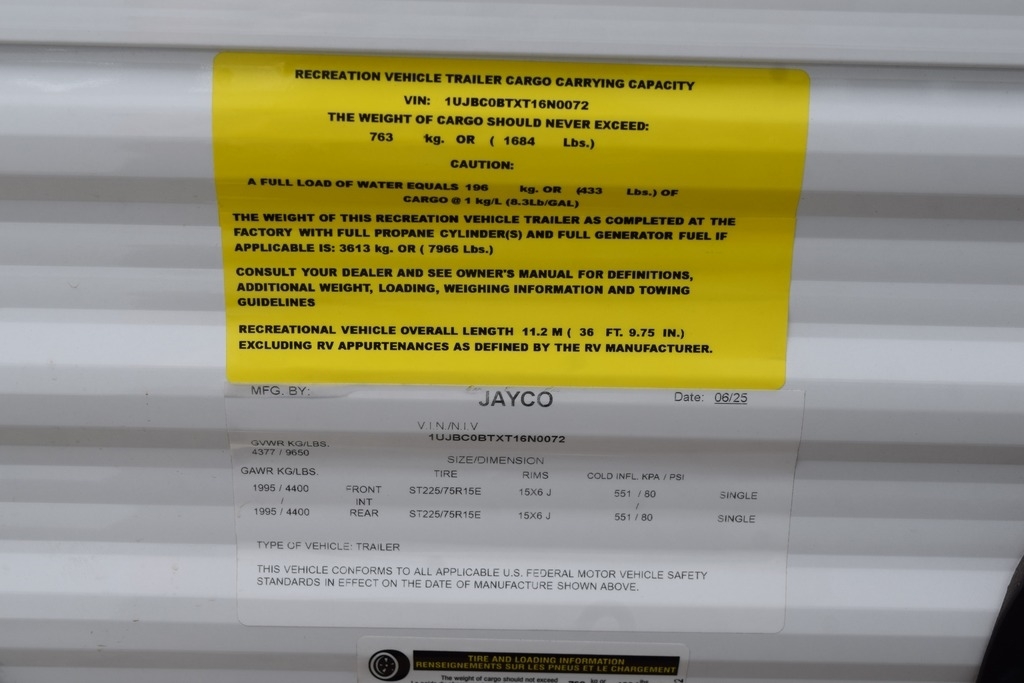 RECREATION VEHICLE TRAILER CARGO CARRYING CAPACITY
VIN: 1UJBC0BTXT16N0072
THE WEIGHT OF CARGO SHOULD NEVER EXCEED:
763 kg. OR ( 1684 Lbs.)
CAUTION:
A FULL LOAD OF WATER EQUALS 196 kg. OR (433 Lbs.) OF
CARGO @ 1 kg/L (8.3Lb/GAL)
THE WEIGHT OF THIS RECREATION VEHICLE TRAILER AS COMPLETED AT THE
FACTORY WITH FULL PROPANE CYLINDER(S) AND FULL GENERATOR FUEL IF
APPLICABLE IS: 3613 kg. OR ( 7966 Lbs.)
CONSULT YOUR DEALER AND SEE OWNER'S MANUAL FOR DEFINITIONS,
ADDITIONAL WEIGHT, LOADING, WEIGHING INFORMATION AND TOWING
GUIDELINES
RECREATIONAL VEHICLE OVERALL LENGTH 11.2 M ( 36 FT. 9.75 IN.)
EXCLUDING RV APPURTENANCES AS DEFINED BY THE RV MANUFACTURER.
MFG. BY: JAYCO Date: 06/25
V.I.N./N.I.V
1UJBC0BTXT16N0072
GVWR KG/LBS.
4377 / 9650
SIZE/DIMENSION
GAWR KG/LBS. TIRE RIMS COLD INFL. KPA / PSI
1995 / 4400 FRONT ST225/75R15E 15X6 J 551 / 80 SINGLE
/ INT /
1995 / 4400 REAR ST225/75R15E 15X6 J 551 / 80 SINGLE
TYPE OF VEHICLE: TRAILER
THIS VEHICLE CONFORMS TO ALL APPLICABLE U.S. FEDERAL MOTOR VEHICLE SAFETY
STANDARDS IN EFFECT ON THE DATE OF MANUFACTURE SHOWN ABOVE.
TIRE AND LOADING INFORMATION
RENSEIGNEMENTS SUR LES PNEUS ET LE CHARGEMENT
The weight of cargo should not exceed